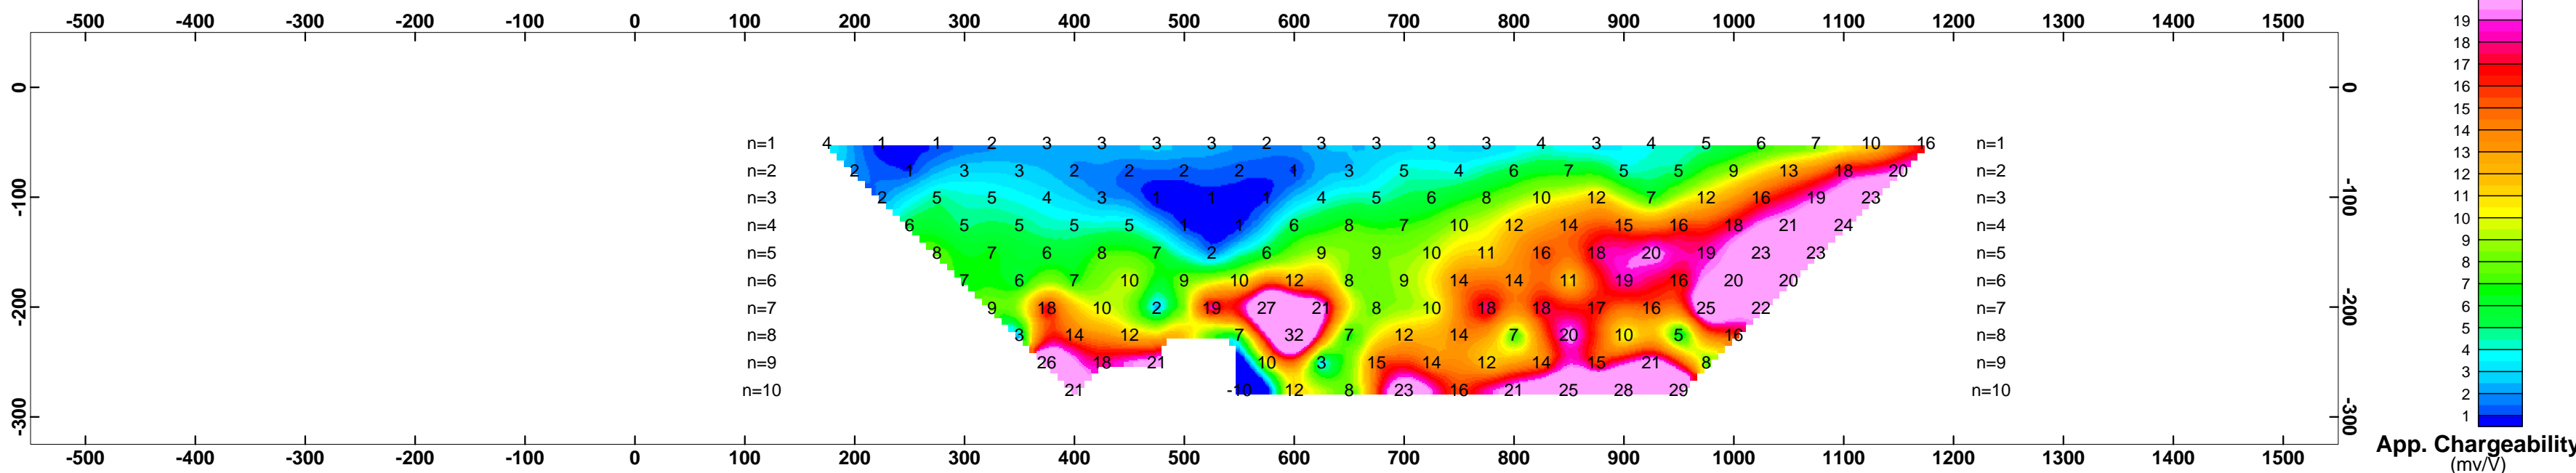 -500 -400 -200 -100 0 100 200 300 400 500 600 700 800 900 1000 1100 1200 1300 1400 1500
19
18
0 17 0
16
15
n=1 4 1 1 2 3 3 3 3 2 3 3 3 3 4 3 4 5 6 7 10 16 n=1 14
13
n=2 2 1 3 3 2 2 2 2 1 3 5 4 6 7 5 5 9 13 18 20 n=2 12
-100 n=3 2 5 5 4 3 1 1 1 4 5 6 8 10 12 7 12 16 19 23 n=3 -100 11
n=4 6 5 5 5 5 1 1 6 8 7 10 12 14 15 16 18 21 24 n=4 10
n=5 8 7 6 8 7 2 6 9 9 10 11 16 18 20 19 23 23 n=5 9
8
n=6 7 6 7 10 9 10 12 8 9 14 14 11 19 16 20 20 n=6 7
-200 n=7 9 18 10 2 19 27 21 8 10 18 18 17 16 25 22 n=7 -200 6
n=8 3 14 12 7 32 7 12 14 7 20 10 5 16 n=8 5
4
n=9 26 18 21 10 3 15 14 12 14 15 21 8 n=9 3
n=10 21 -10 12 8 23 16 21 25 28 29 n=10 2
-300 -300 1
App. Chargeability
-500 -400 -200 -100 0 100 200 300 400 500 600 700 800 900 1000 1100 1200 1300 1400 1500 (mv/V)